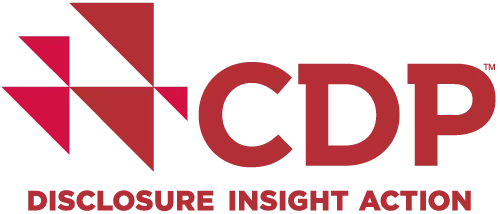 CDP™
DISCLOSURE INSIGHT ACTION